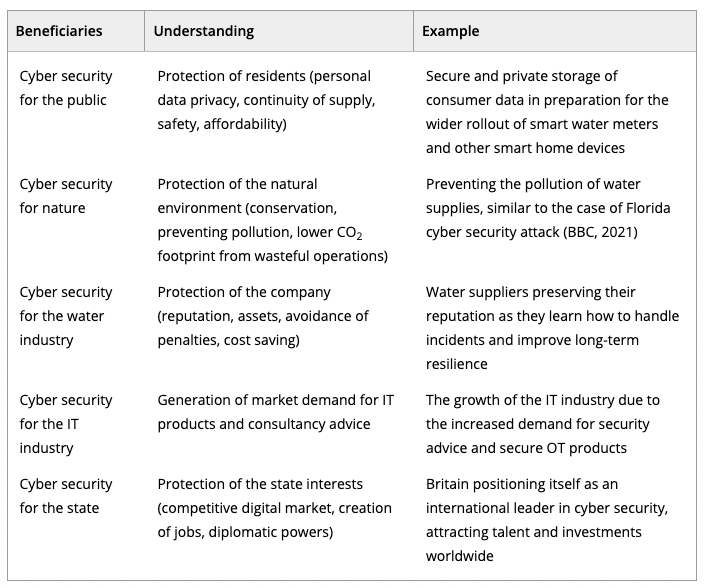 Beneficiaries
Understanding
Example
Cyber security
for the public
Protection of residents (personal
data privacy, continuity of supply,
safety, affordability)
Secure and private storage of
consumer data in preparation for the
wider rollout of smart water meters
and other smart home devices
Cyber security
for nature
Protection of the natural
environment (conservation,
preventing pollution, lower CO₂
footprint from wasteful operations)
Preventing the pollution of water
supplies, similar to the case of Florida
cyber security attack (BBC, 2021)
Cyber security
for the water
industry
Protection of the company
(reputation, assets, avoidance of
penalties, cost saving)
Water suppliers preserving their
reputation as they learn how to handle
incidents and improve long-term
resilience
Cyber security
for the IT
industry
Generation of market demand for IT
products and consultancy advice
The growth of the IT industry due to
the increased demand for security
advice and secure OT products
Cyber security
for the state
Protection of the state interests
(competitive digital market, creation
of jobs, diplomatic powers)
Britain positioning itself as an
international leader in cyber security,
attracting talent and investments
worldwide